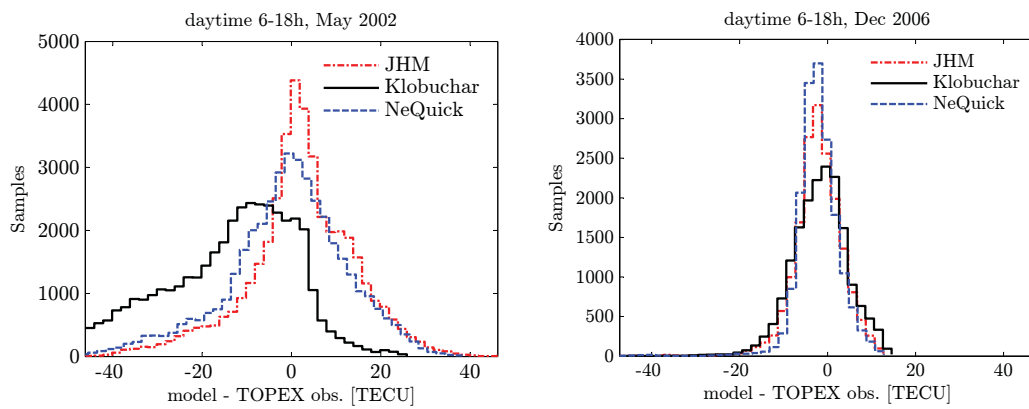 daytime 6-18h, May 2002
5000
4000
3000
2000
1000
0
Samples
JHM
Klobuchar
NeQuick
-40
-20
0
20
40
model - TOPEX obs. [TECU]
daytime 6-18h, Dec 2006
4000
3500
3000
2500
2000
1500
1000
500
0
Samples
JHM
Klobuchar
NeQuick
-40
-20
0
20
40
model - TOPEX obs. [TECU]